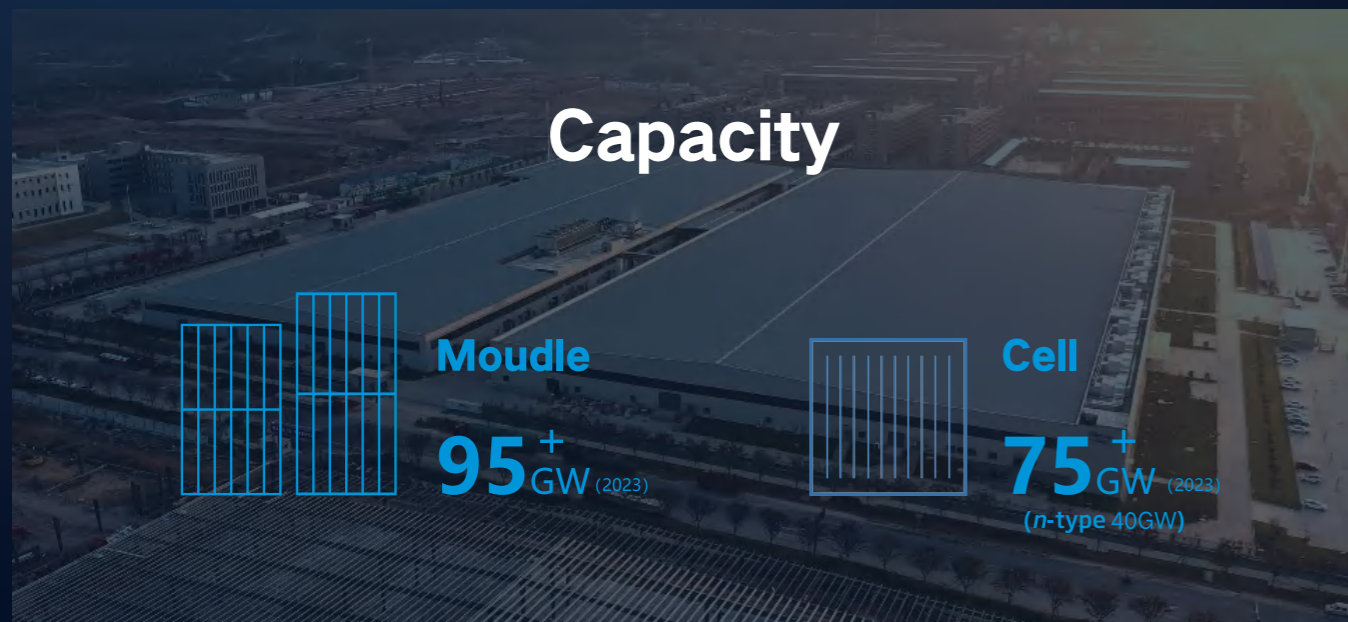 Capacity
Moudle
95+GW (2023)
Cell
75+GW (2023)
(n-type 40GW)